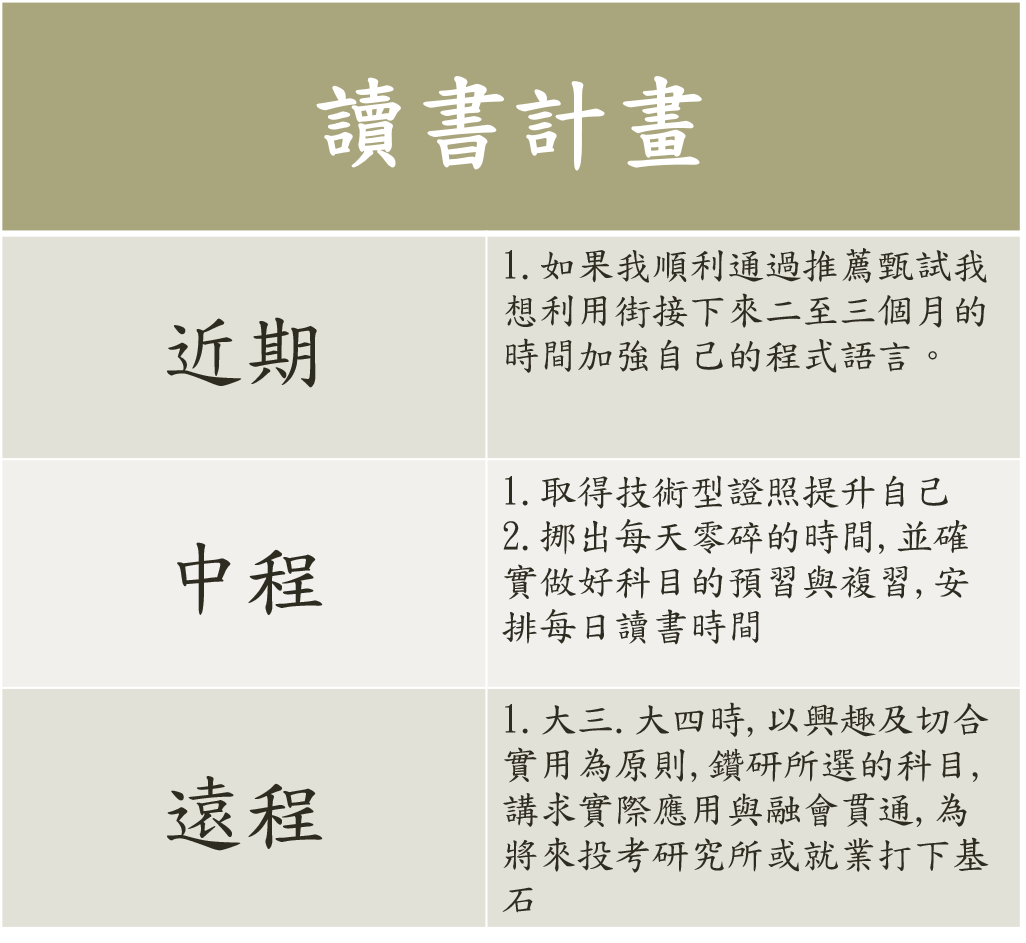 讀書計畫
近期
1.如果我順利通過推薦甄試我
想利用街接下來二至三個月的
時間加強自己的程式語言。
中程
1.取得技術型證照提升自己
2.挪出每天零碎的時間,並確
實做好科目的預習與複習,安
排每日讀書時間
遠程
1.大三.大四時,以興趣及切合
實用為原則,鑽研所選的科目,
講求實際應用與融會貫通,為
將來投考研究所或就業打下基
石